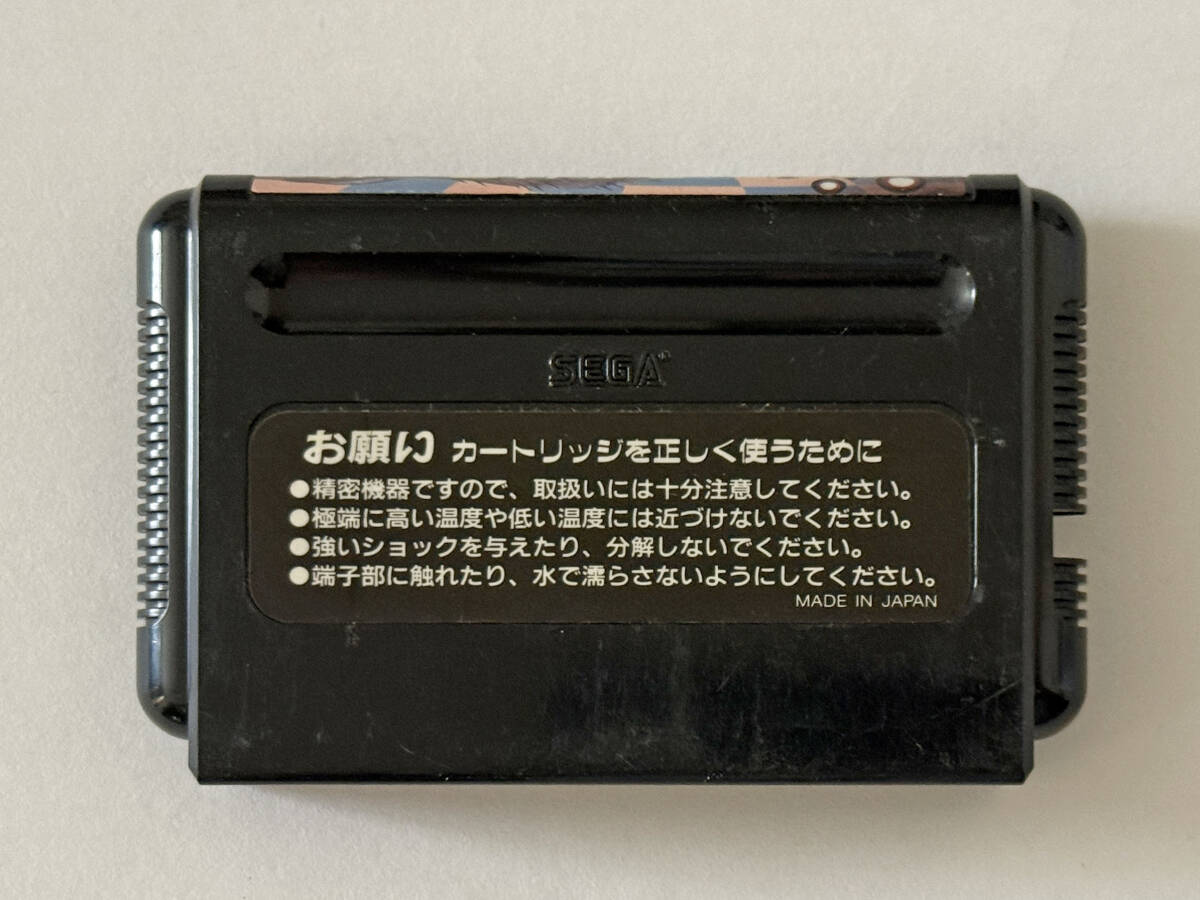 SEGA
お願い カートリッジを正しく使うために
●精密機器ですので、取扱いには十分注意してください。
●極端に高い温度や低い温度には近づけないでください。
●強いショックを与えたり、分解しないでください。
●端子部に触れたり、水で濡らさないようにしてください。
MADE IN JAPAN